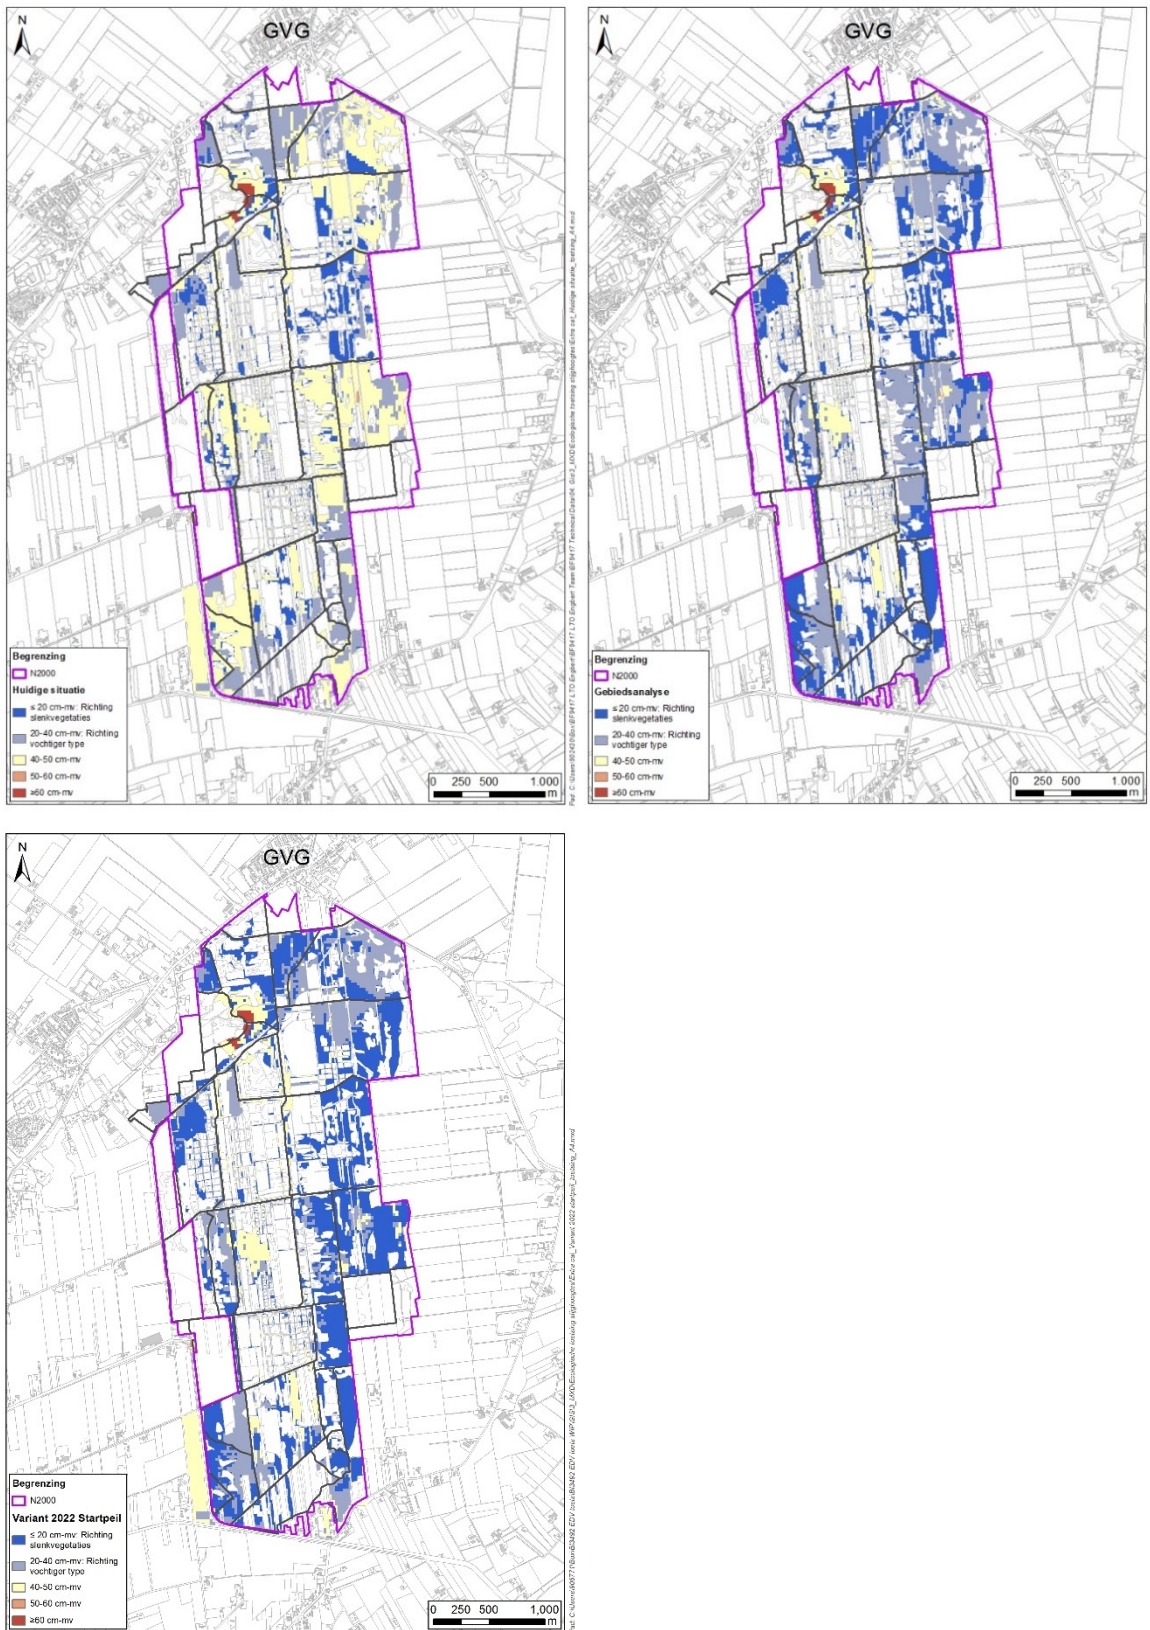 GVG
N
Begrenzing
N2000
Huidige situatie
≤ 20 cm-mv: Richting
slenkvegetaties
20-40 cm-mv: Richting
vochtiger type
40-50 cm-mv
50-60 cm-mv
≥60 cm-mv
0 250 500 1.000
m
GVG
N
Begrenzing
N2000
Gebiedsanalyse
≤ 20 cm-mv: Richting
slenkvegetaties
20-40 cm-mv: Richting
vochtiger type
40-50 cm-mv
50-60 cm-mv
≥60 cm-mv
0 250 500 1.000
m
GVG
N
Begrenzing
N2000
Variant 2022 Startpeil
≤ 20 cm-mv: Richting
slenkvegetaties
20-40 cm-mv: Richting
vochtiger type
40-50 cm-mv
50-60 cm-mv
≥60 cm-mv
0 250 500 1,000
m